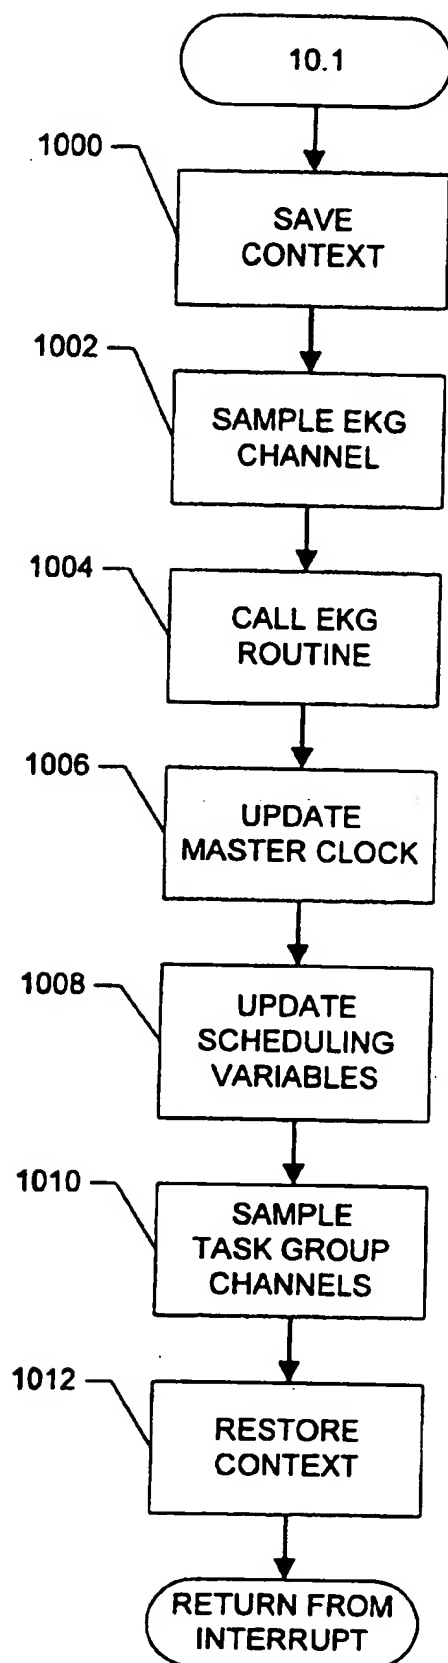 10.1
1000
SAVE
CONTEXT
1002
SAMPLE EKG
CHANNEL
1004
CALL EKG
ROUTINE
1006
UPDATE
MASTER CLOCK
1008
UPDATE
SCHEDULING
VARIABLES
1010
SAMPLE
TASK GROUP
CHANNELS
1012
RESTORE
CONTEXT
RETURN FROM
INTERRUPT